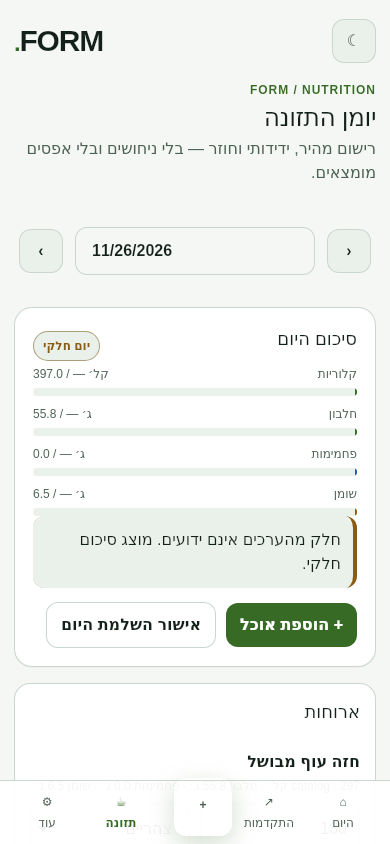 FORM.
☾
FORM / NUTRITION
יומן התזונה
רישום מהיר, ידידותי וחוזר — בלי ניחושים ובלי אפסים
מומצאים.
11/26/2026
סיכום היום
יום חלקי
קלוריות
397.0 / — קל׳
חלבון
55.8 / — ג׳
פחמימות
0.0 / — ג׳
שומן
6.5 / — ג׳
חלק מהערכים אינם ידועים. מוצג סיכום
חלקי.
+ הוספת אוכל
אישור השלמת היום
ארוחות
חזה עוף מבושל
+
היום
התקדמות
תזונה
עוד